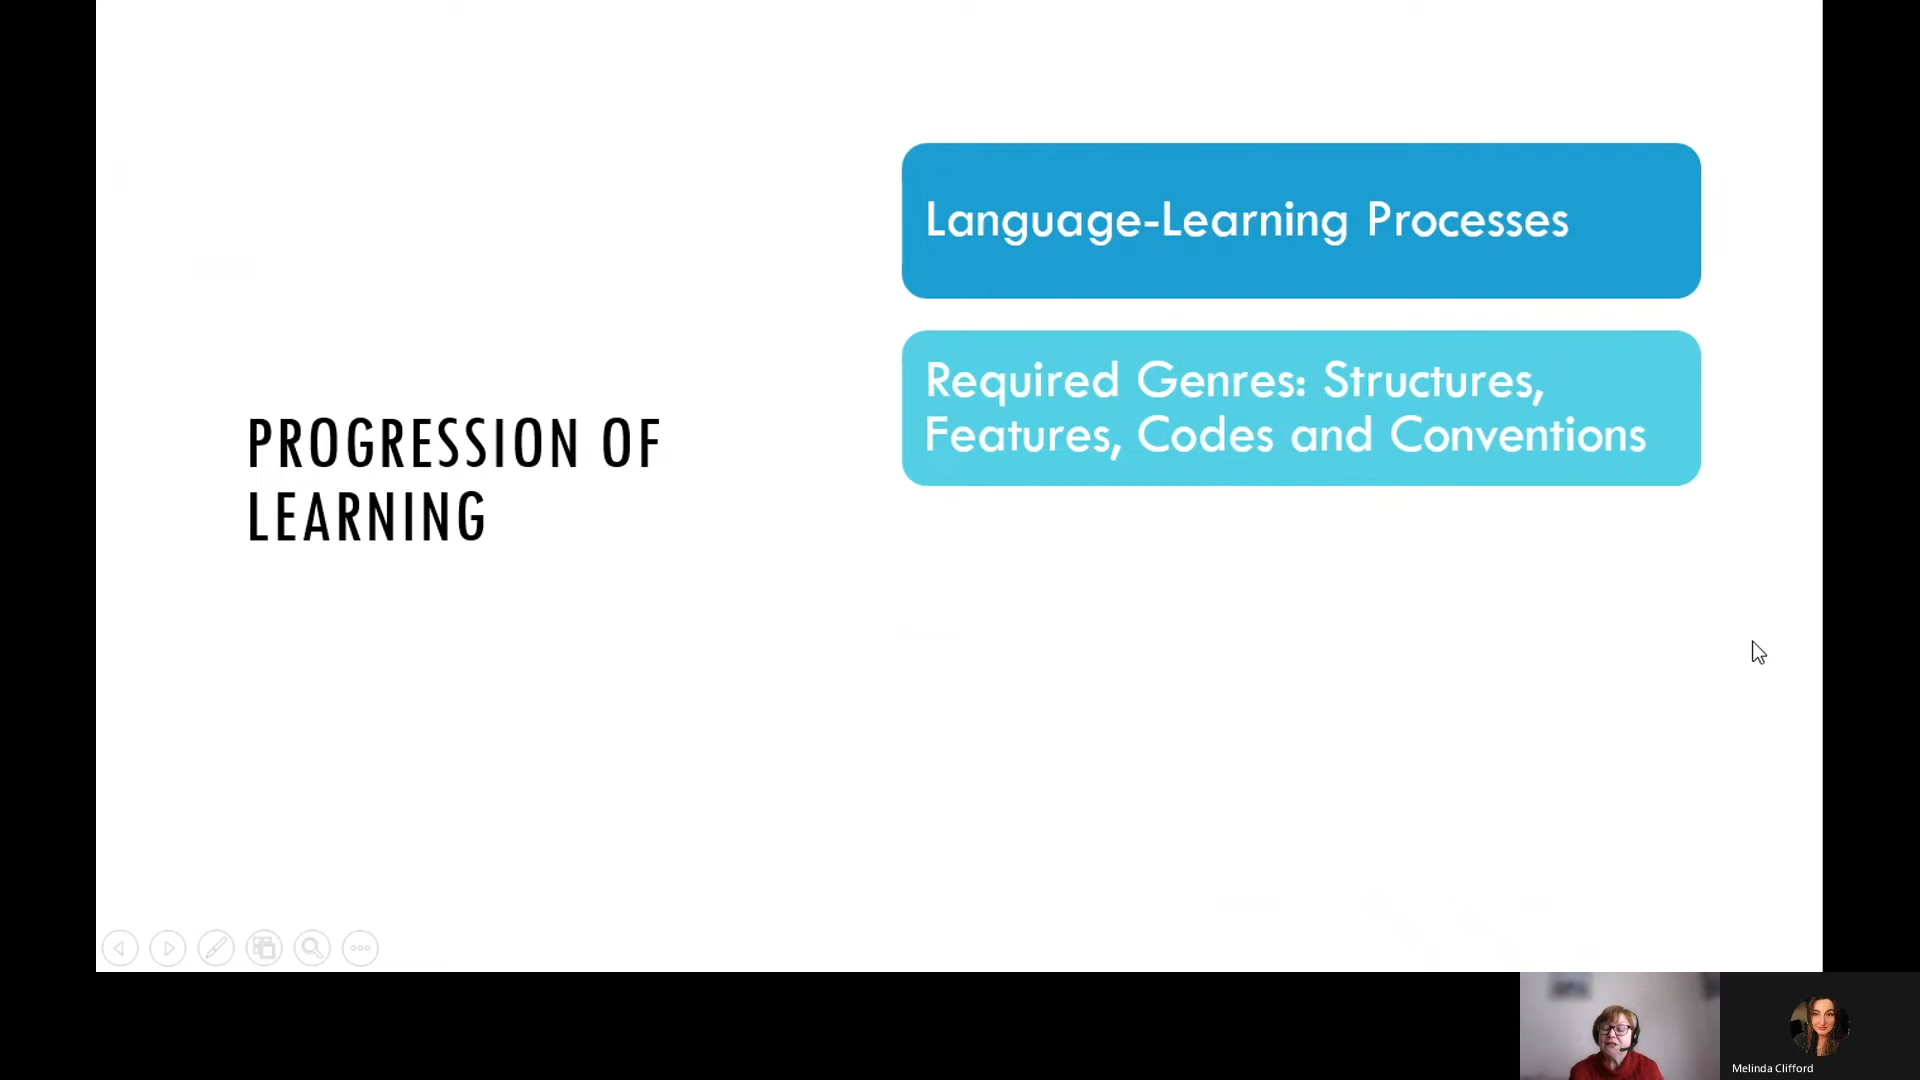 PROGRESSION OF
LEARNING
Language-Learning Processes
Required Genres: Structures,
Features, Codes and Conventions
Melinda Clifford